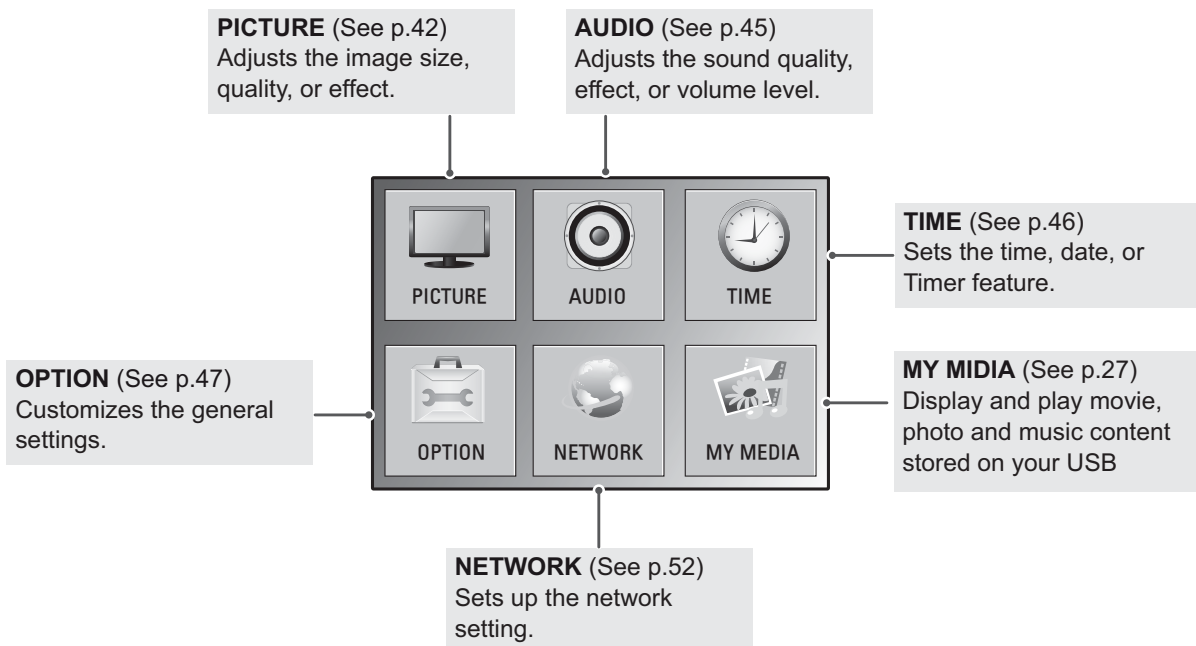 PICTURE (See p.42)
Adjusts the image size,
quality, or effect.
AUDIO (See p.45)
Adjusts the sound quality,
effect, or volume level.
PICTURE
AUDIO
TIME
TIME (See p.46)
Sets the time, date, or
Timer feature.
OPTION (See p.47)
Customizes the general
settings.
OPTION
NETWORK
MY MEDIA
MY MIDIA (See p.27)
Display and play movie,
photo and music content
stored on your USB
NETWORK (See p.52)
Sets up the network
setting.